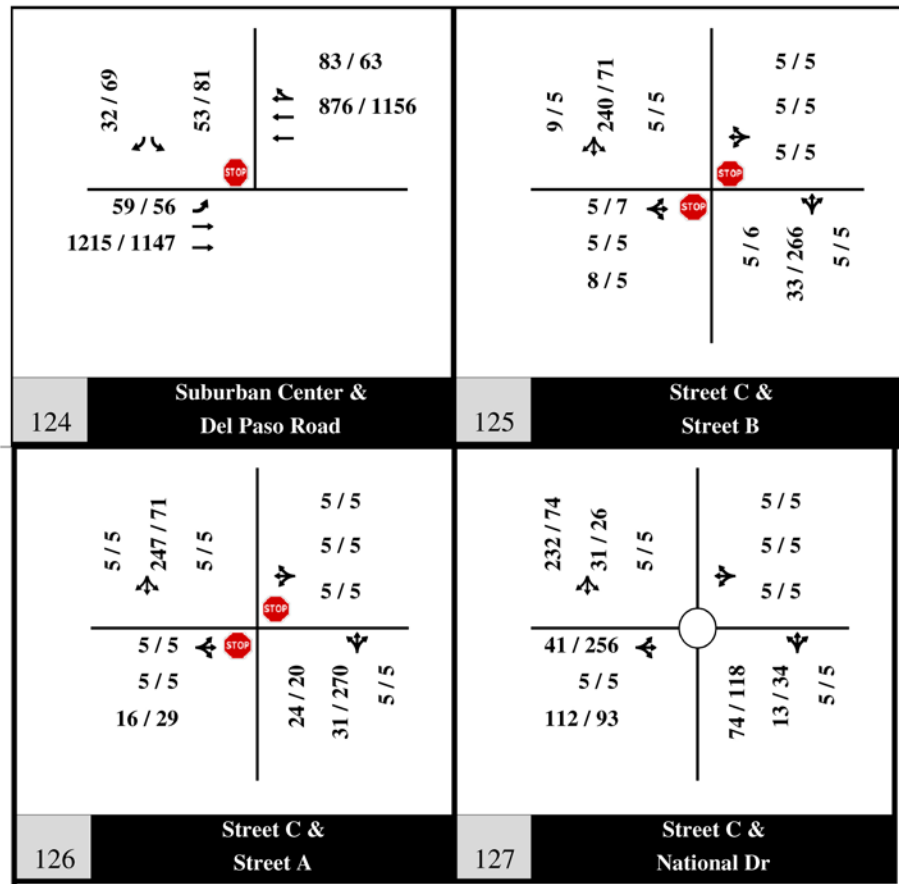 32 / 69
53 / 81
83 / 63
876 / 1156
STOP
59 / 56
1215 / 1147
124
Suburban Center &
Del Paso Road
9 / 5
240 / 71
5 / 5
5 / 5
5 / 5
5 / 5
STOP
5 / 7
STOP
5 / 5
8 / 5
5 / 6
33 / 266
5 / 5
125
Street C &
Street B
5 / 5
247 / 71
5 / 5
5 / 5
5 / 5
5 / 5
STOP
5 / 5
STOP
5 / 5
16 / 29
24 / 20
31 / 270
5 / 5
126
Street C &
Street A
232 / 74
31 / 26
5 / 5
5 / 5
5 / 5
5 / 5
41 / 256
5 / 5
112 / 93
74 / 118
13 / 34
5 / 5
127
Street C &
National Dr